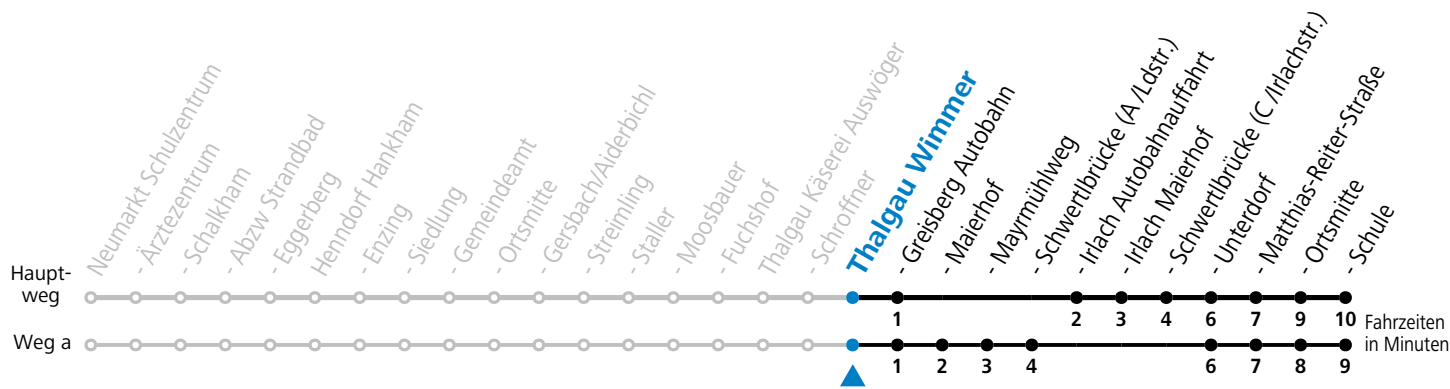 Neumarkt Schulzentrum
- Ärztezentrum
- Schalkham
- Abzw Strandbad
- Eggerberg
Henndorf Hankham
- Enzing
- Siedlung
- Gemeindeamt
- Ortsmitte
- Gersbach/Aiderbichl
- Streimling
- Staller
- Moosbauer
- Fuchshof
Thalgau Käserei Auswöger
- Schroffner
Thalgau Wimmer
- Greisberg Autobahn
- Maierhof
- Mayrmühlweg
- Schwertlbrücke (A /Ldstr.)
- Irlach Autobahnauffahrt
- Irlach Maierhof
- Schwertlbrücke (C /Irlachstr.)
- Unterdorf
- Matthias-Reiter-Straße
- Ortsmitte
- Schule
Haupt-
weg
1 2 3 4 6 7 9 10
Fahrzeiten
in Minuten
Weg a
1 2 3 4 6 7 8 9